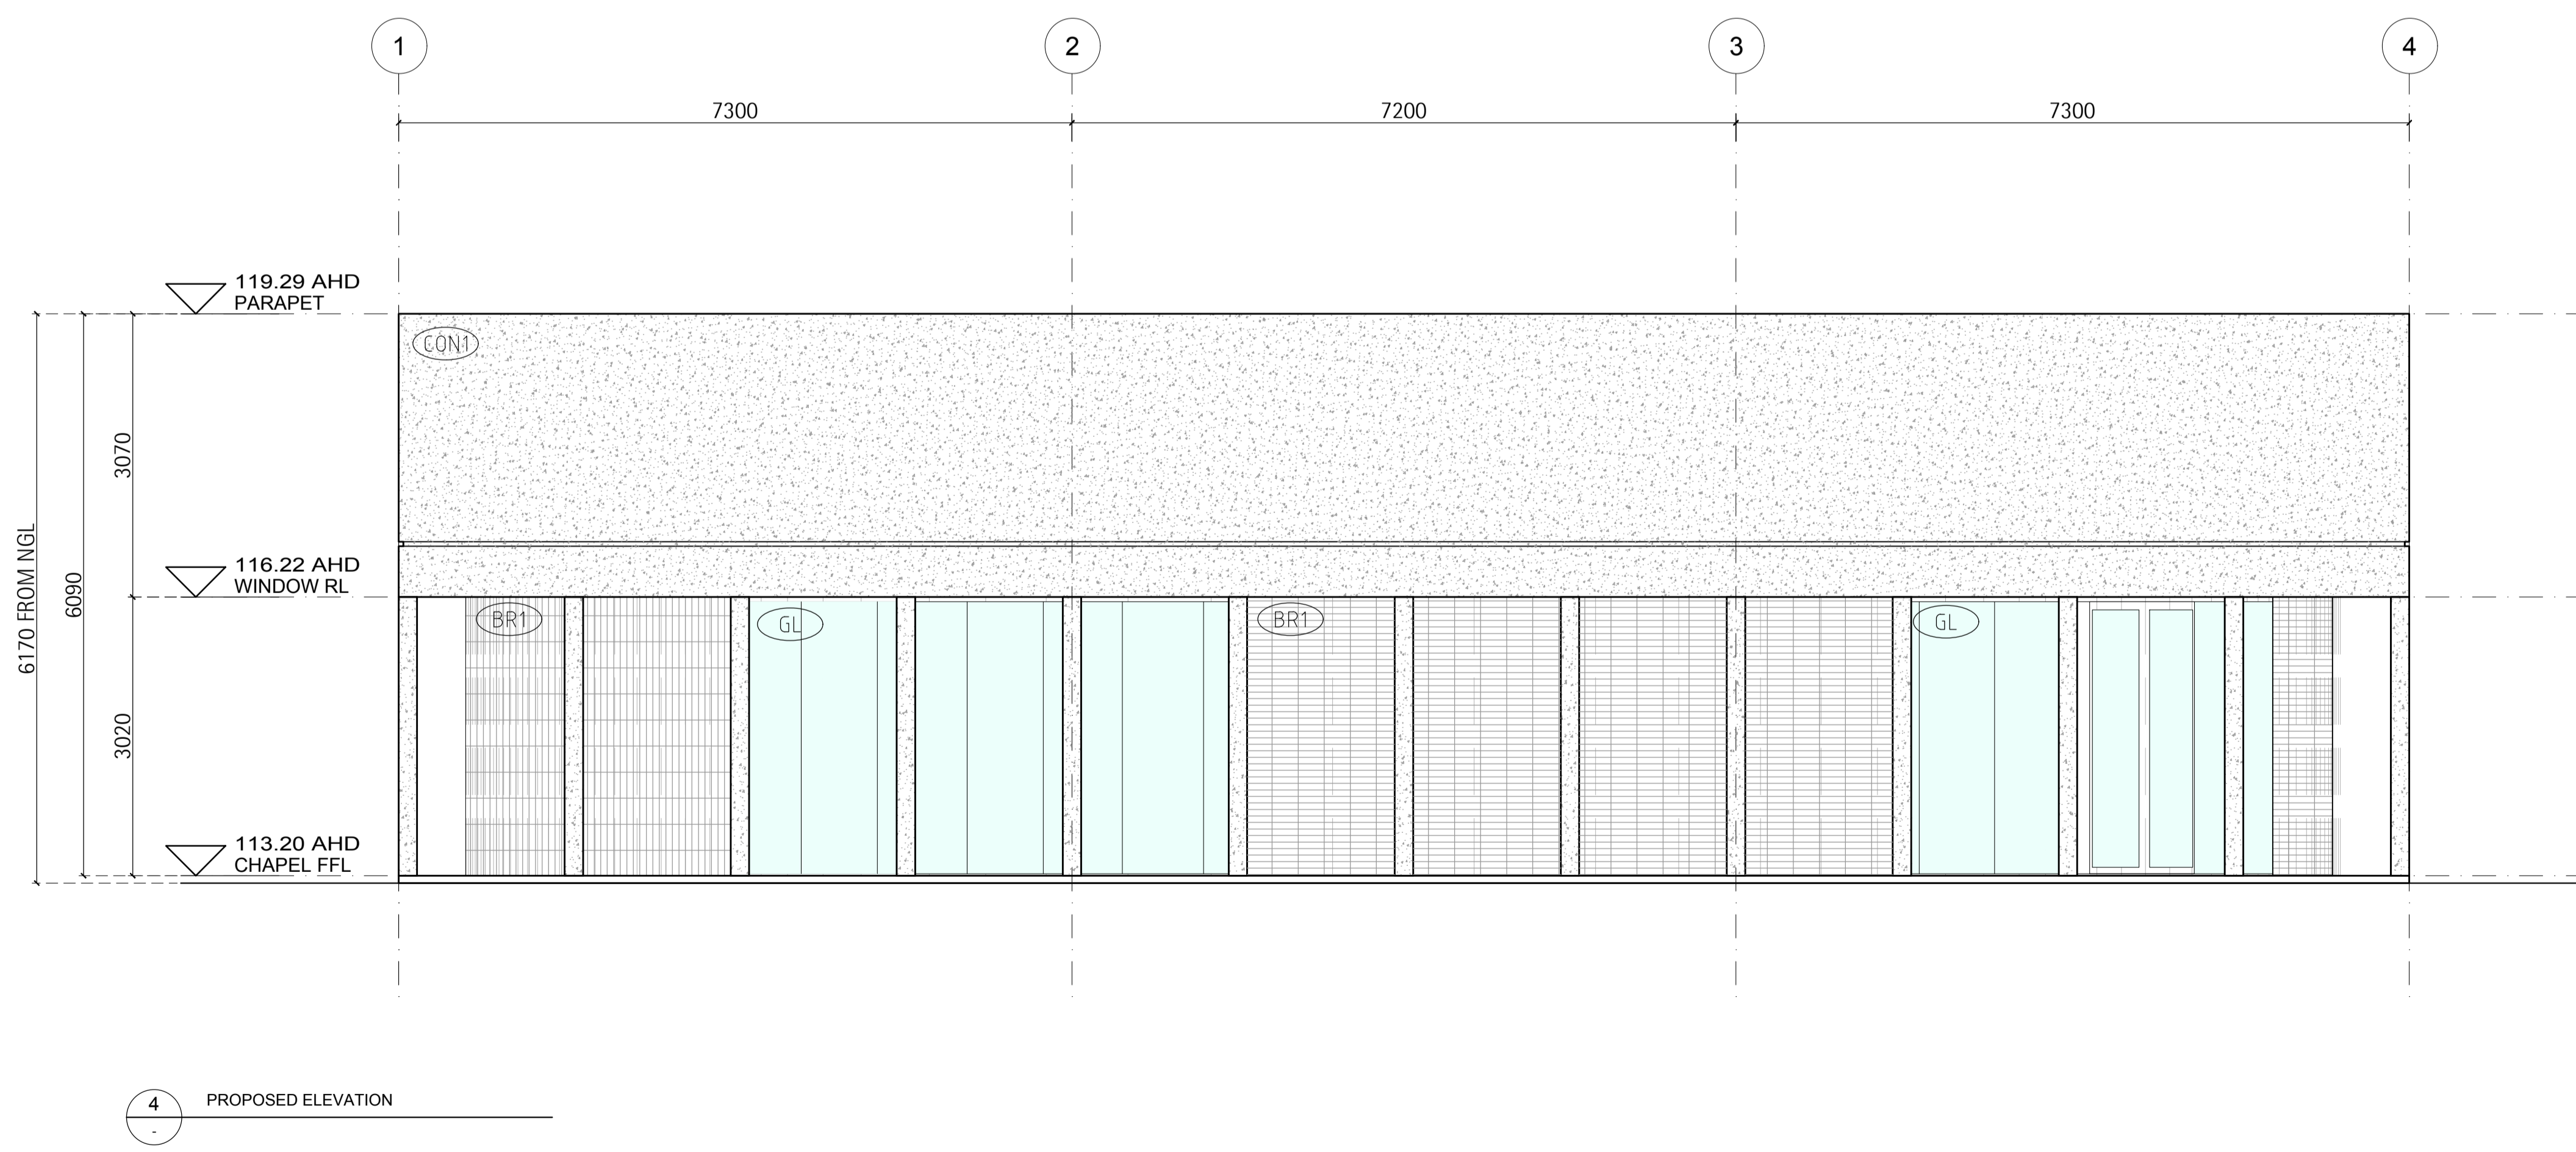 1
2
3
4
7300
7200
7300
119.29 AHD
PARAPET
CON1
3070
116.22 AHD
WINDOW RL
6170 FROM NGL
6090
BR1
GL
BR1
GL
3020
113.20 AHD
CHAPEL FFL
4
PROPOSED ELEVATION
-